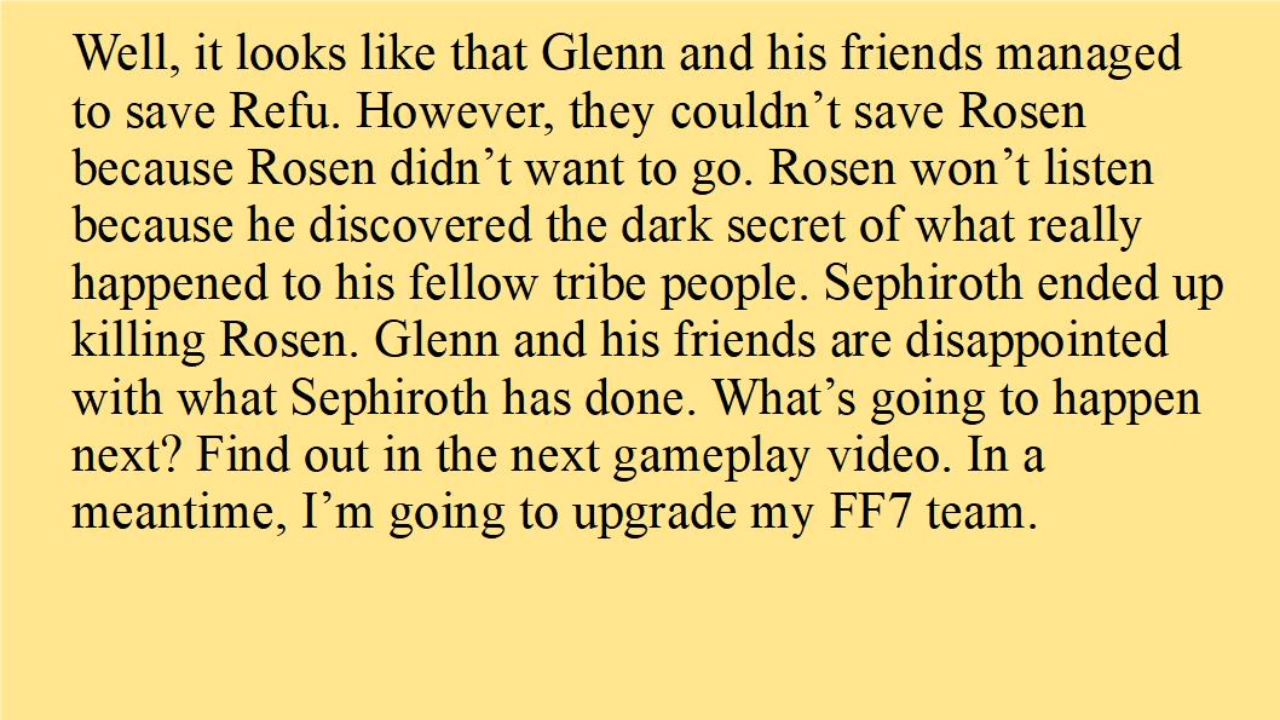 Well, it looks like that Glenn and his friends managed
to save Refu. However, they couldn’t save Rosen
because Rosen didn’t want to go. Rosen won’t listen
because he discovered the dark secret of what really
happened to his fellow tribe people. Sephiroth ended up
killing Rosen. Glenn and his friends are disappointed
with what Sephiroth has done. What’s going to happen
next? Find out in the next gameplay video. In a
meantime, I’m going to upgrade my FF7 team.